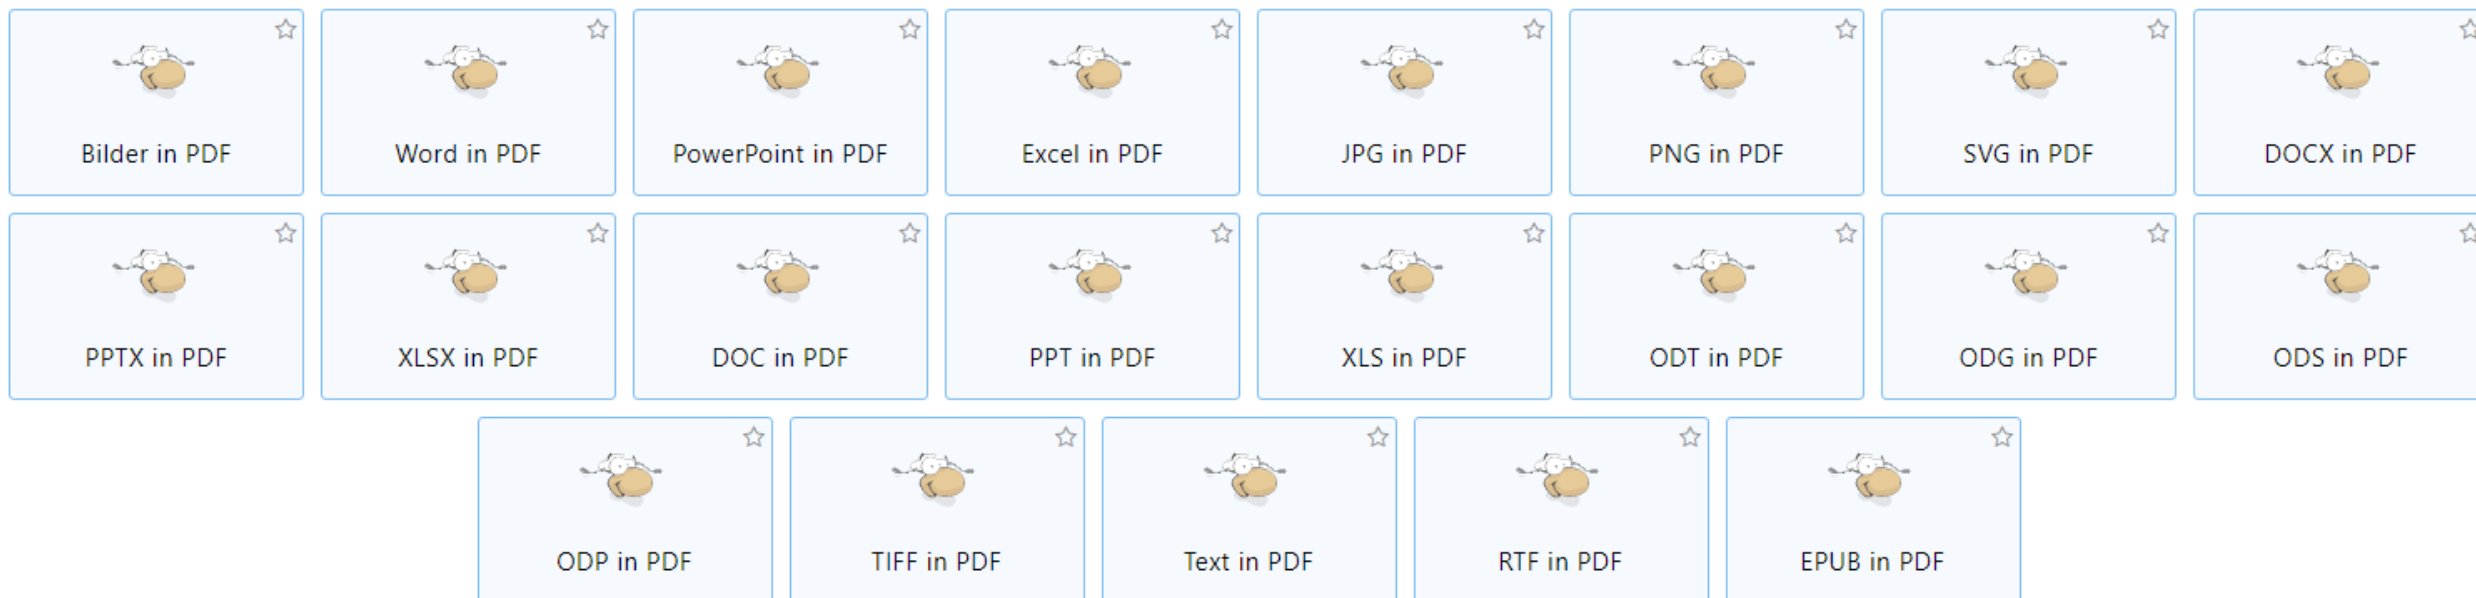 Bilder in PDF
Word in PDF
PowerPoint in PDF
Excel in PDF
JPG in PDF
PNG in PDF
SVG in PDF
DOCX in PDF
PPTX in PDF
XLSX in PDF
DOC in PDF
PPT in PDF
XLS in PDF
ODT in PDF
ODG in PDF
ODS in PDF
ODP in PDF
TIFF in PDF
Text in PDF
RTF in PDF
EPUB in PDF